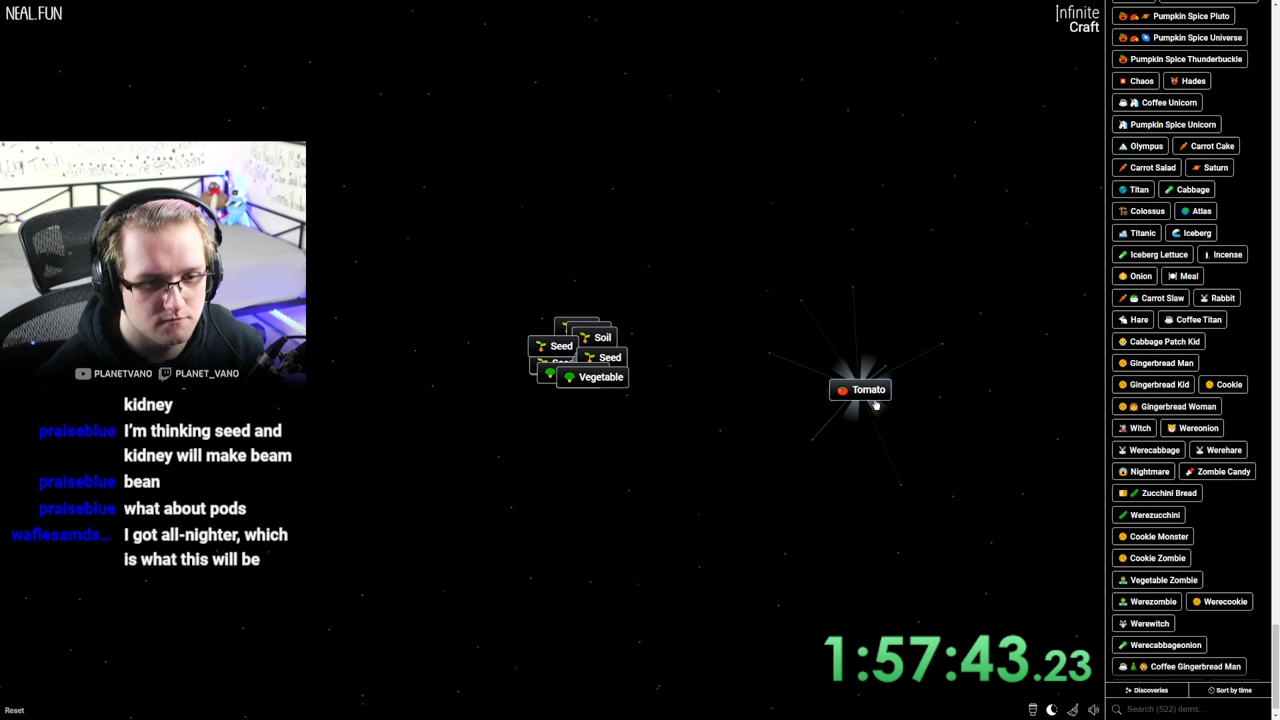 NEAL.FUN
Infinite
Craft
Pumpkin Spice Pluto
Pumpkin Spice Universe
Pumpkin Spice Thunderbuckle
Chaos Hades
Coffee Unicorn
Pumpkin Spice Unicorn
Olympus Carrot Cake
Carrot Salad Saturn
Titan Cabbage
Colossus Atlas
Titanic Iceberg
Iceberg Lettuce Incense
Onion Meal
Carrot Slaw Rabbit
Hare Coffee Titan
Cabbage Patch Kid
Gingerbread Man
Gingerbread Kid Cookie
Gingerbread Woman
Witch Wereonion
Werecabbage Werehare
Nightmare Zombie Candy
Zucchini Bread
Werezucchini
Cookie Monster
Cookie Zombie
Vegetable Zombie
Werezombie Werecookie
Werewitch
Werecabbageonion
Coffee Gingerbread Man
Discoveries Sort by time
Search (522) items...
Soil
Seed
Seed
Vegetable
Tomato
PLANETVANO PLANET_VANO
kidney
praiseblue I'm thinking seed and
kidney will make beam
praiseblue bean
praiseblue what about pods
waflesamds... I got all-nighter, which
is what this will be
1:57:43.23
Reset